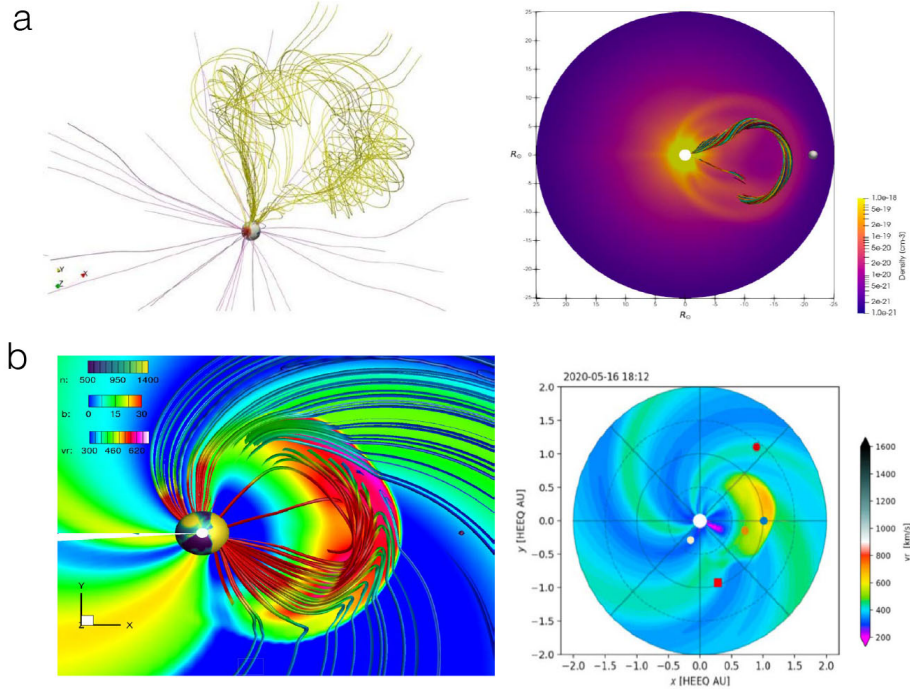 a
Y
X
Z
25
20
15
10
5
0
5
10
15
20
25
R⊙
25 20 15 10 5 0 -5 -10 -15 -20 -25
R⊙
1.0e-18
5e-19
2e-19
1e-19
5e-20
2e-20
1e-20
5e-21
2e-21
1.0e-21
Density (cm-3)
b
n:
500 950 1400
b:
0 15 30
vr:
300 460 620
Y
Z X
2020-05-16 18:12
2.0
1.5
1.0
0.5
0.0
−0.5
−1.0
−1.5
−2.0
y [HEEQ AU]
−2.0 −1.5 −1.0 −0.5 0.0 0.5 1.0 1.5 2.0
x [HEEQ AU]
1600
1400
1200
1000
800
600
400
200
vr [km/s]